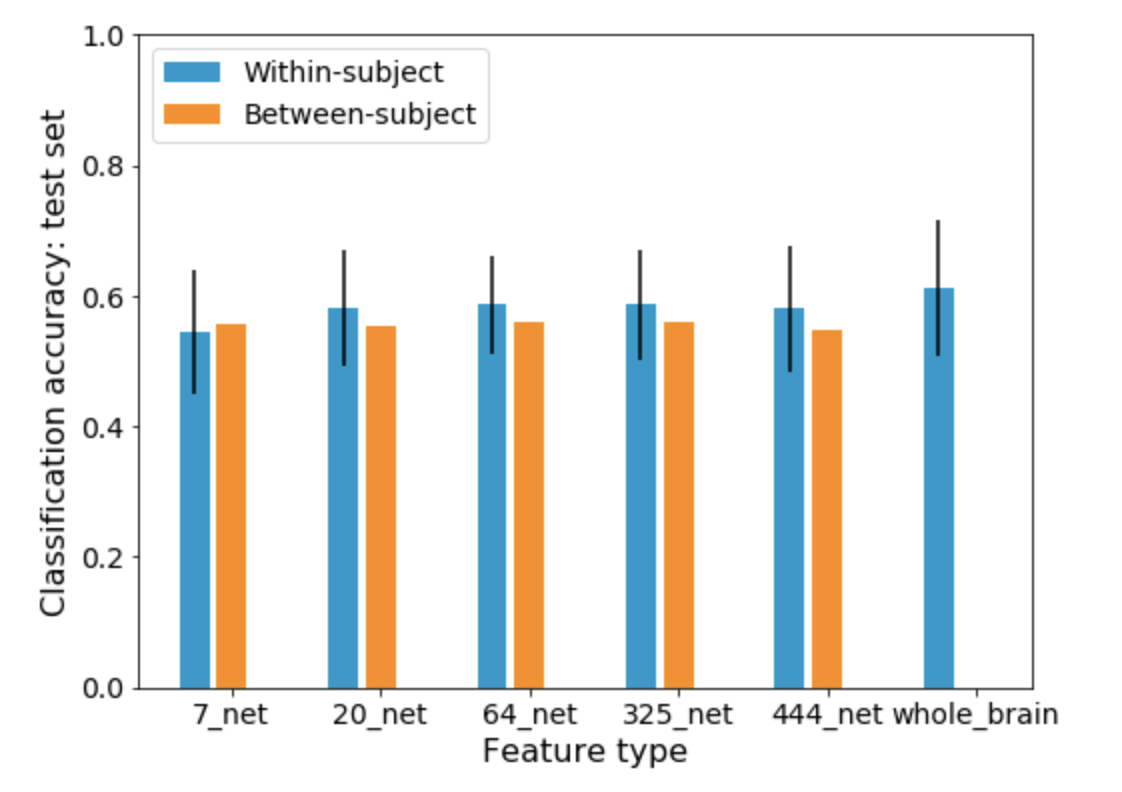 1.0
0.8
0.6
0.4
0.2
0.0
Classification accuracy: test set
Within-subject
Between-subject
7_net 20_net 64_net 325_net 444_net whole_brain
Feature type